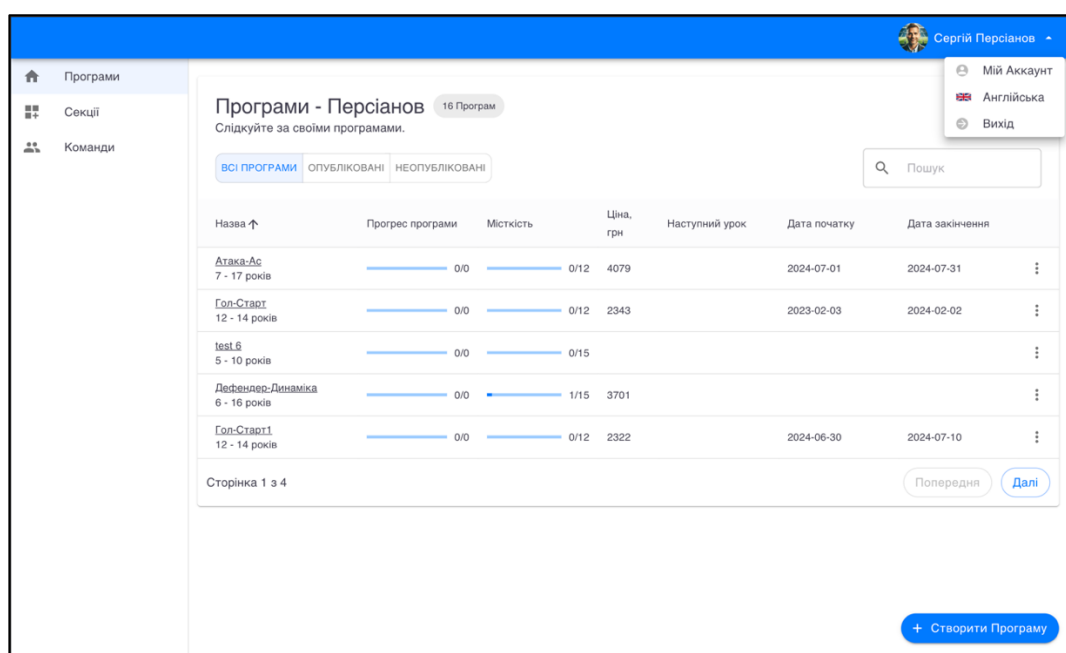 Сергій Персіанов
Мій Аккаунт
Англійська
Вихід
Програми
Секції
Команди
Програми - Персіанов 16 Програм
Слідкуйте за своїми програмами.
ВСІ ПРОГРАМИ ОПУБЛІКОВАНІ НЕОПУБЛІКОВАНІ
Пошук
Назва Прогрес програми Місткість Ціна, грн Наступний урок Дата початку Дата закінчення
Атака-Ас
7 - 17 років
0/0 0/12 4079 2024-07-01 2024-07-31
Гол-Старт
12 - 14 років
0/0 0/12 2343 2023-02-03 2024-02-02
test 6
5 - 10 років
0/0 0/15
Дефендер-Динаміка
6 - 16 років
0/0 1/15 3701
Гол-Старт1
12 - 14 років
0/0 0/12 2322 2024-06-30 2024-07-10
Сторінка 1 з 4
Попередня Далі
+ Створити Програму